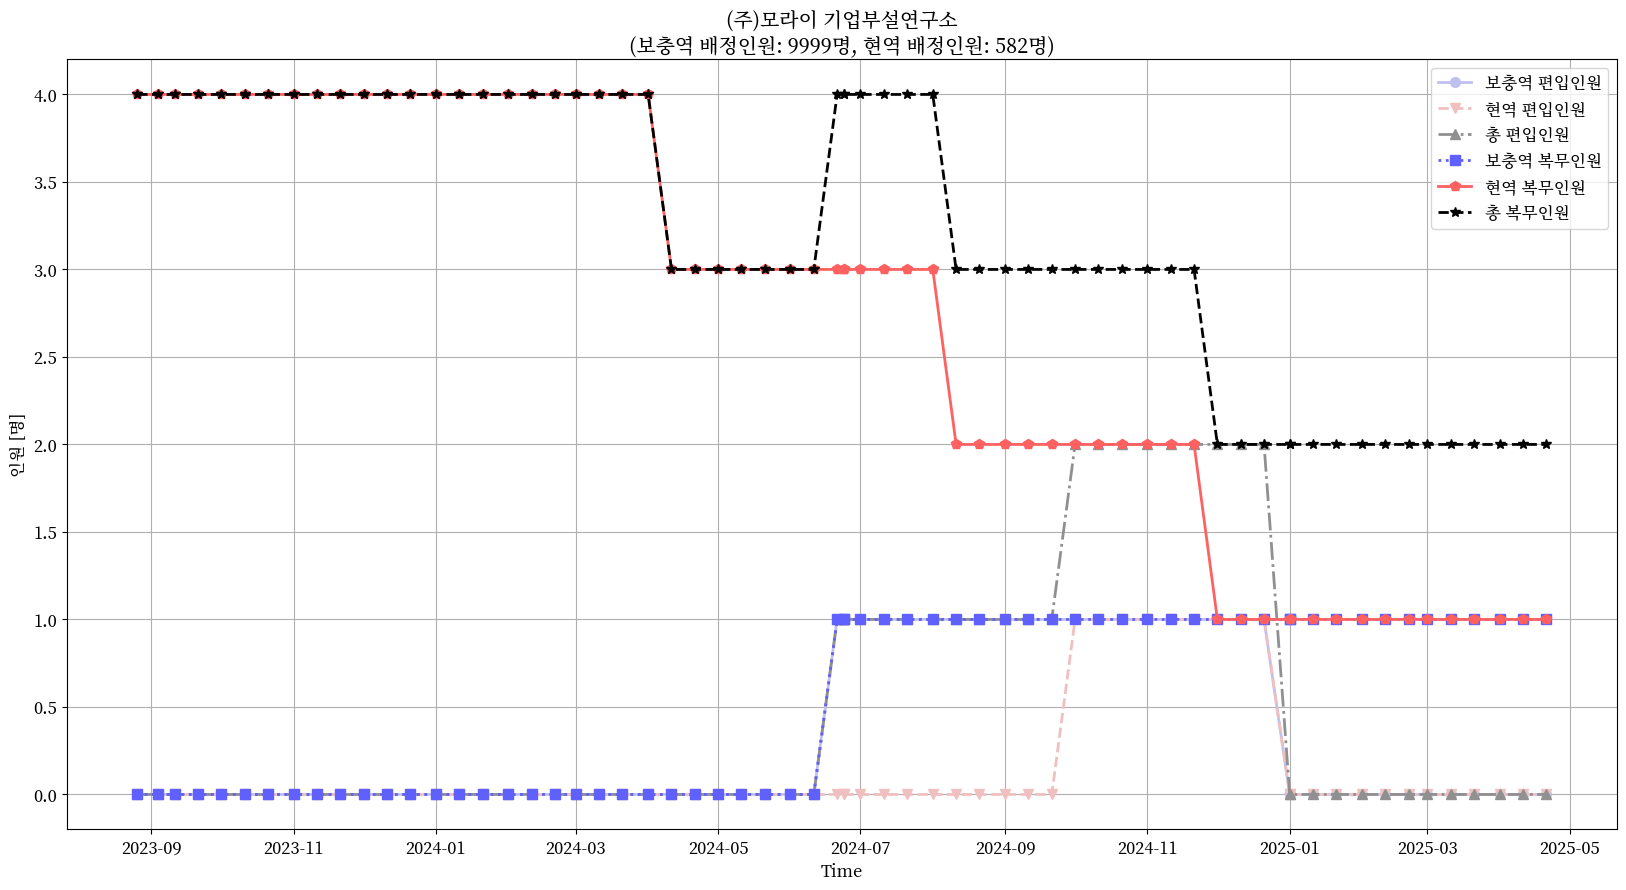 (주)모라이 기업부설연구소
(보충역 배정인원: 9999명, 현역 배정인원: 582명)
보충역 편입인원
현역 편입인원
총 편입인원
보충역 복무인원
현역 복무인원
총 복무인원
4.0
3.5
3.0
2.5
2.0
1.5
1.0
0.5
0.0
인원 [명]
2023-09 2023-11 2024-01 2024-03 2024-05 2024-07 2024-09 2024-11 2025-01 2025-03 2025-05
Time